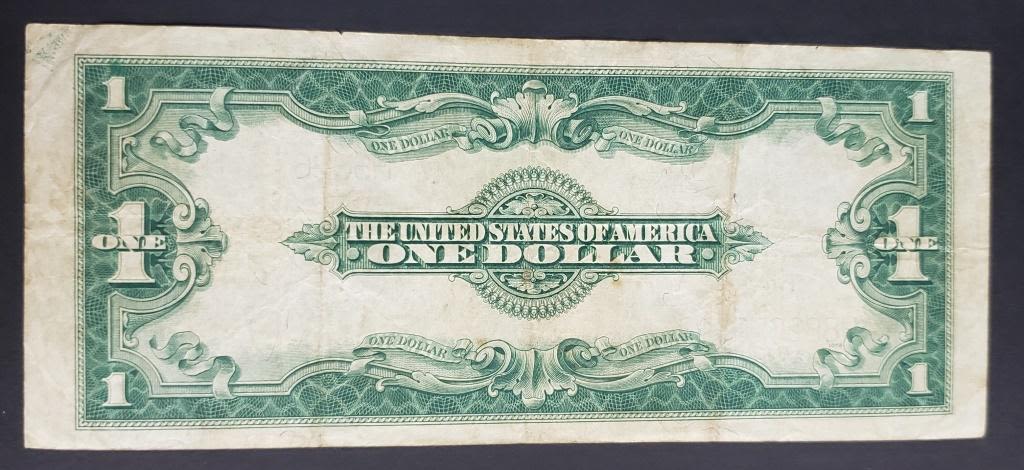 1 1
ONE DOLLAR ONE DOLLAR
1 1
ONE ONE
THE UNITED STATES OF AMERICA
ONE DOLLAR
ONE DOLLAR ONE DOLLAR
1 1